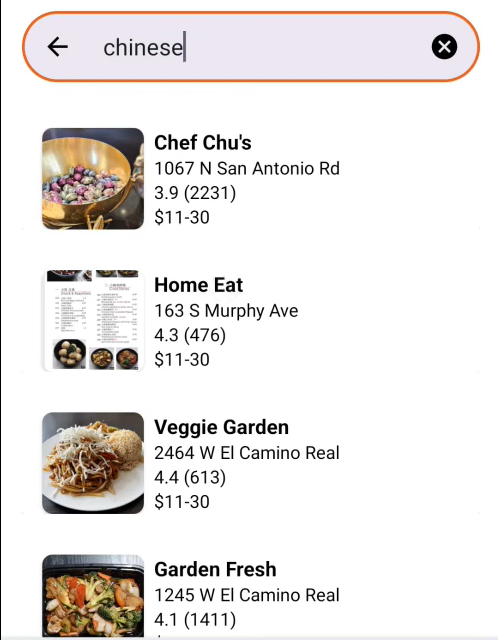 chinese
Chef Chu's
1067 N San Antonio Rd
3.9 (2231)
$11-30
Home Eat
163 S Murphy Ave
4.3 (476)
$11-30
Veggie Garden
2464 W El Camino Real
4.4 (613)
$11-30
Garden Fresh
1245 W El Camino Real
4.1 (1411)